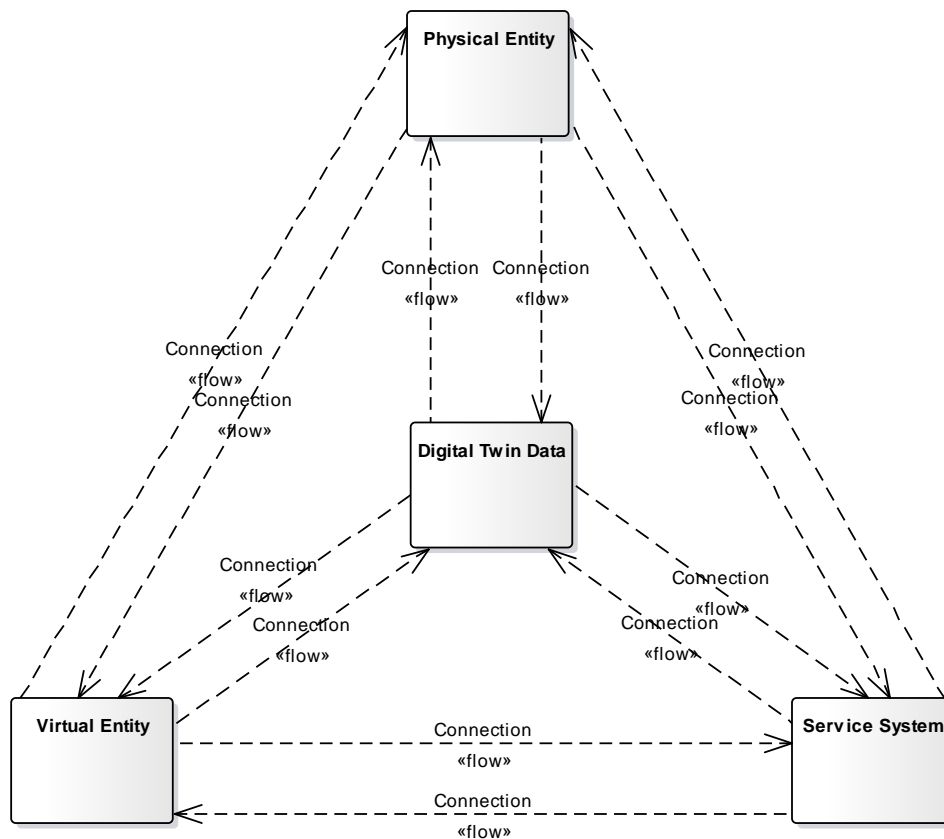 Physical Entity
Connection
«flow»
Connection
«flow»
Connection
«flow»
Connection
«flow»
Connection
«flow»
Connection
«flow»
Digital Twin Data
Connection
«flow»
Connection
«flow»
Connection
«flow»
Connection
«flow»
Virtual Entity
Service System
Connection
«flow»
Connection
«flow»